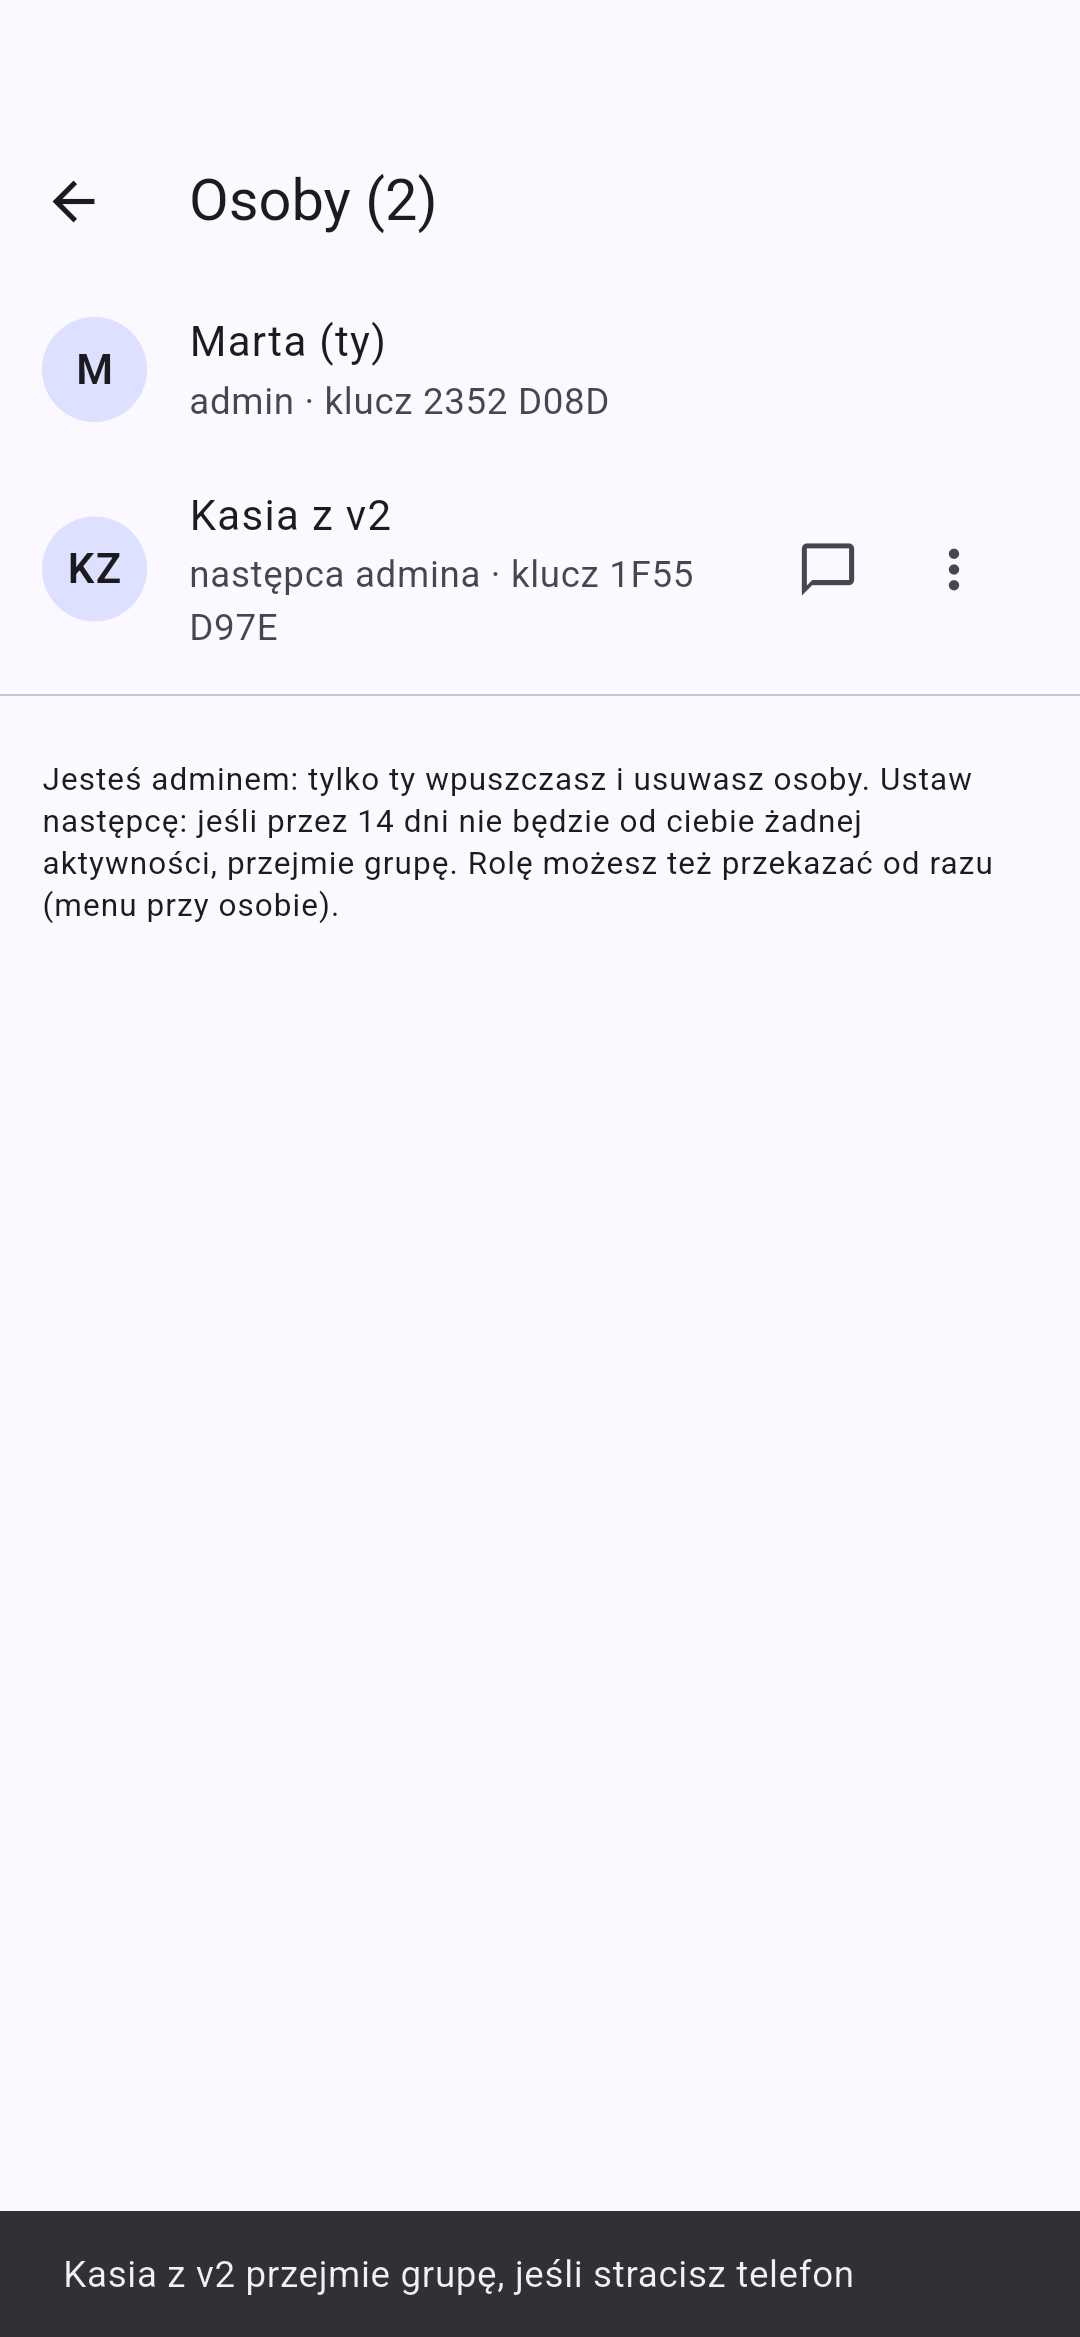 Osoby (2)
M
Marta (ty)
admin · klucz 2352 D08D
KZ
Kasia z v2
następca admina · klucz 1F55
D97E
Jesteś adminem: tylko ty wpuszczasz i usuwasz osoby. Ustaw
następcę: jeśli przez 14 dni nie będzie od ciebie żadnej
aktywności, przejmie grupę. Rolę możesz też przekazać od razu
(menu przy osobie).
Kasia z v2 przejmie grupę, jeśli stracisz telefon